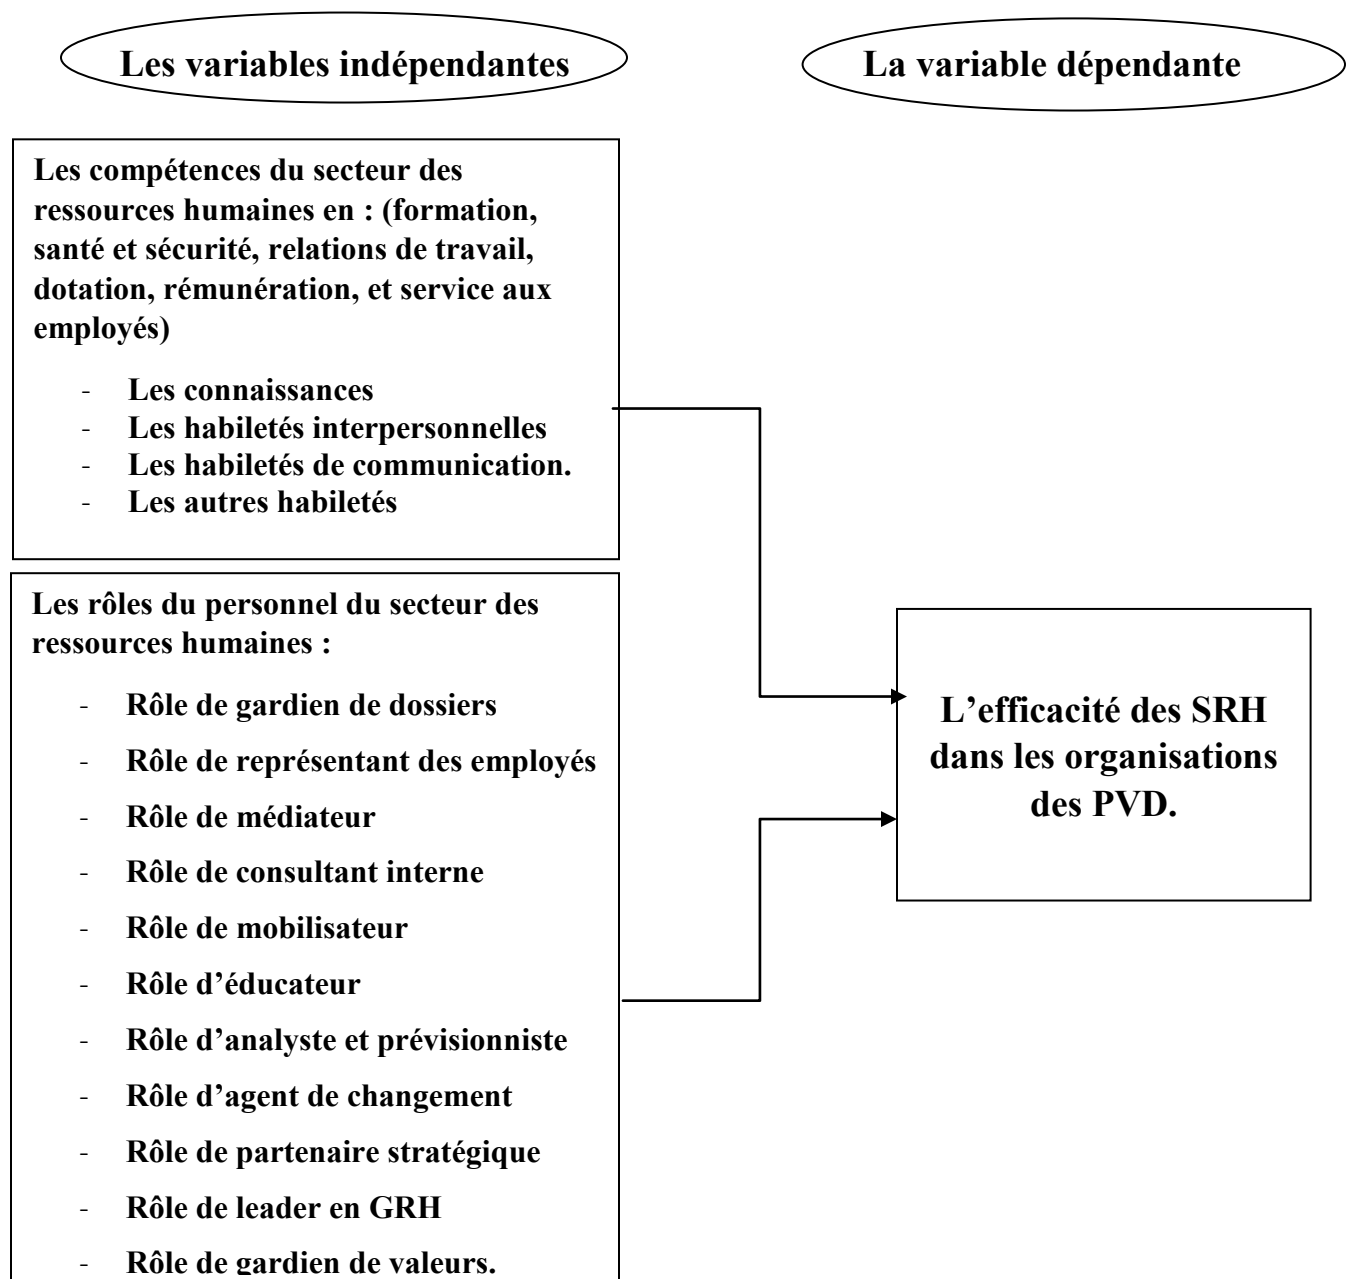 Les variables indépendantes
La variable dépendante
Les compétences du secteur des
ressources humaines en : (formation,
santé et sécurité, relations de travail,
dotation, rémunération, et service aux
employés)
- Les connaissances
- Les habiletés interpersonnelles
- Les habiletés de communication.
- Les autres habiletés
Les rôles du personnel du secteur des
ressources humaines :
- Rôle de gardien de dossiers
- Rôle de représentant des employés
- Rôle de médiateur
- Rôle de consultant interne
- Rôle de mobilisateur
- Rôle d’éducateur
- Rôle d’analyste et prévisionniste
- Rôle d’agent de changement
- Rôle de partenaire stratégique
- Rôle de leader en GRH
- Rôle de gardien de valeurs.
L’efficacité des SRH
dans les organisations
des PVD.